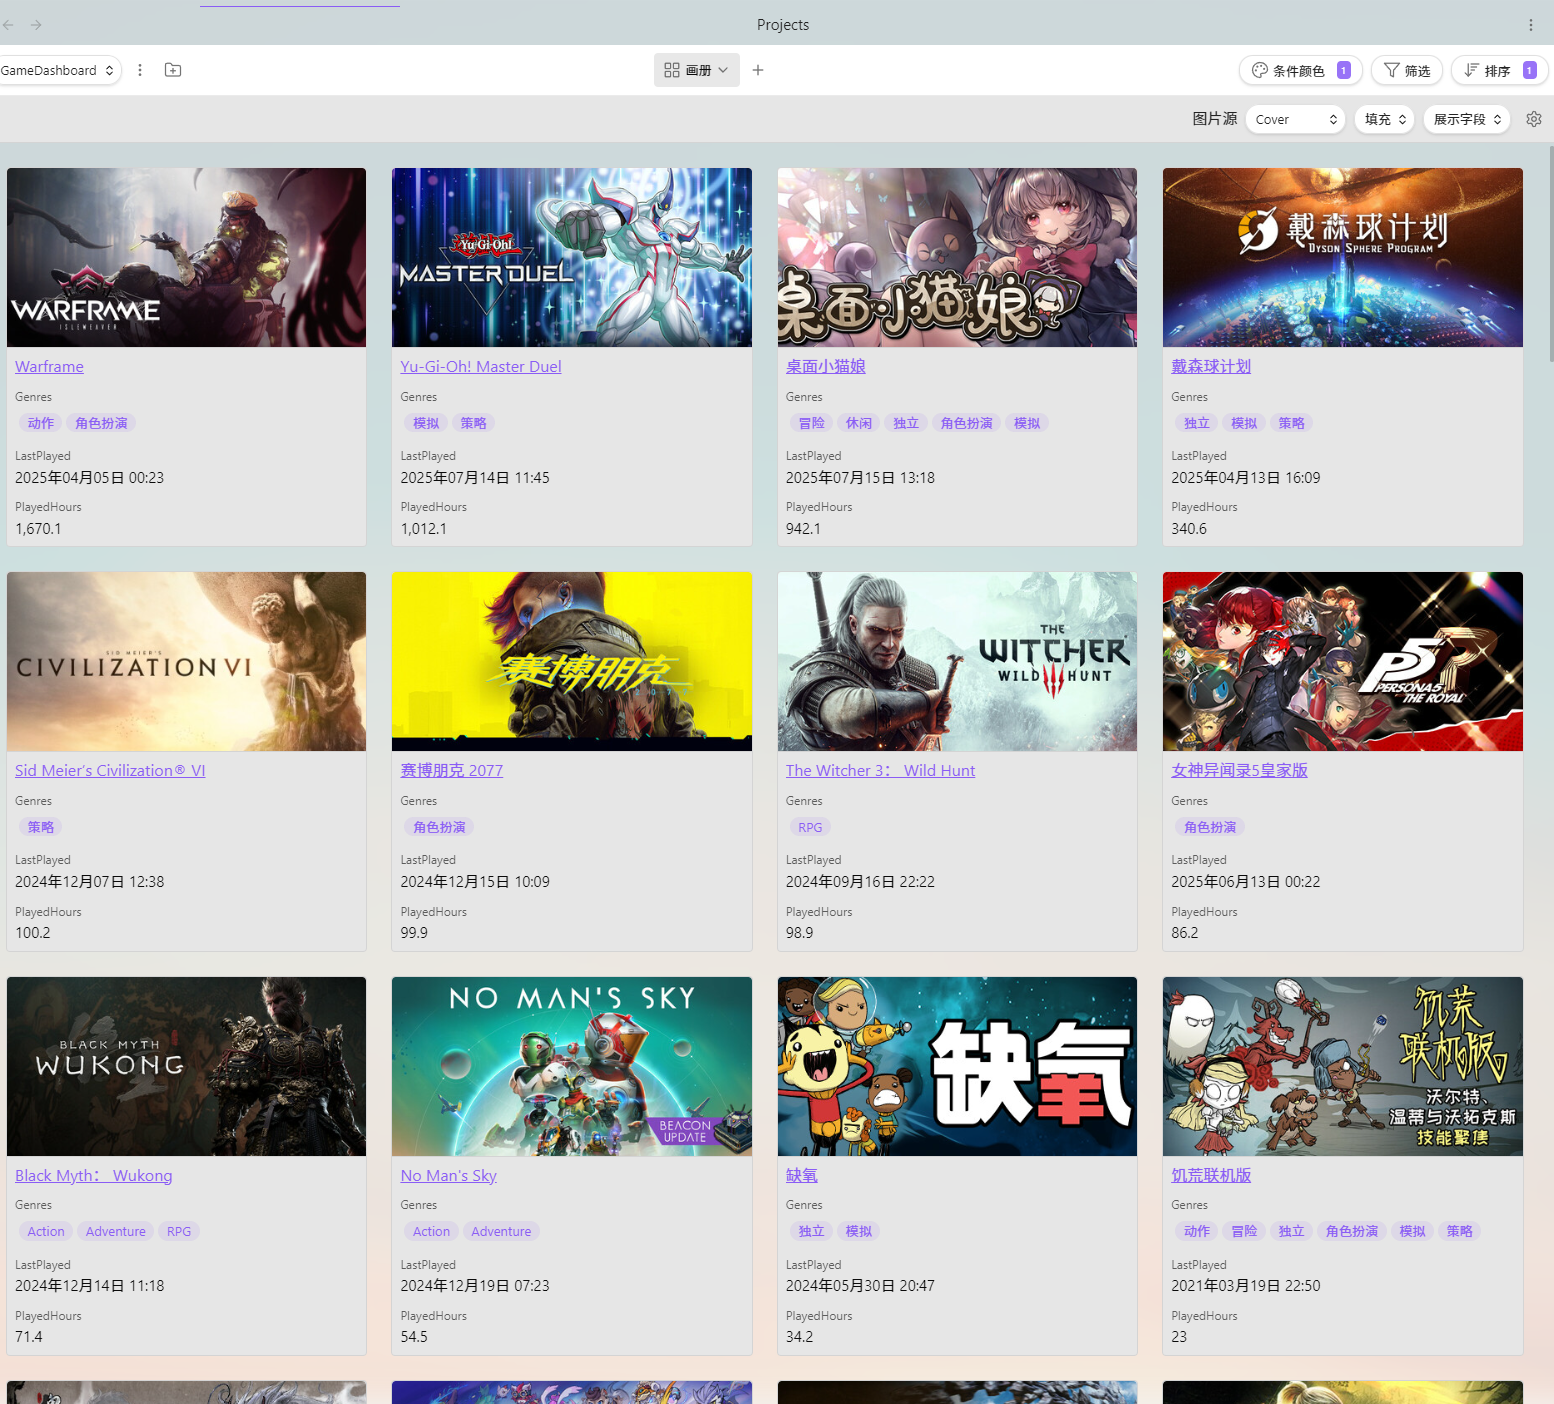 Projects
GameDashboard
画册
条件颜色 1
筛选
排序 1
图片源
Cover
填充
展示字段
WARFRAME
ISLEWEAVER
Yu-Gi-Oh!
MASTER DUEL
桌面小猫娘
戴森球计划
DYSON SPHERE PROGRAM
Warframe
Genres
动作 角色扮演
LastPlayed
2025年04月05日 00:23
PlayedHours
1,670.1
Yu-Gi-Oh! Master Duel
Genres
模拟 策略
LastPlayed
2025年07月14日 11:45
PlayedHours
1,012.1
桌面小猫娘
Genres
冒险 休闲 独立 角色扮演 模拟
LastPlayed
2025年07月15日 13:18
PlayedHours
942.1
戴森球计划
Genres
独立 模拟 策略
LastPlayed
2025年04月13日 16:09
PlayedHours
340.6
SID MEIER'S
CIVILIZATION VI
赛博朋克
2077
THE
WITCHER
WILD HUNT
P5R
PERSONA5
THE ROYAL
Sid Meier's Civilization® VI
Genres
策略
LastPlayed
2024年12月07日 12:38
PlayedHours
100.2
赛博朋克 2077
Genres
角色扮演
LastPlayed
2024年12月15日 10:09
PlayedHours
99.9
The Witcher 3： Wild Hunt
Genres
RPG
LastPlayed
2024年09月16日 22:22
PlayedHours
98.9
女神异闻录5皇家版
Genres
角色扮演
LastPlayed
2025年06月13日 00:22
PlayedHours
86.2
BLACK MYTH
WUKONG
NO MAN'S SKY
BEACON
UPDATE
缺氧
饥荒
联机版
沃尔特、
温蒂与沃拓克斯
技能聚焦
Black Myth： Wukong
Genres
Action Adventure RPG
LastPlayed
2024年12月14日 11:18
PlayedHours
71.4
No Man's Sky
Genres
Action Adventure
LastPlayed
2024年12月19日 07:23
PlayedHours
54.5
缺氧
Genres
独立 模拟
LastPlayed
2024年05月30日 20:47
PlayedHours
34.2
饥荒联机版
Genres
动作 冒险 独立 角色扮演 模拟 策略
LastPlayed
2021年03月19日 22:50
PlayedHours
23